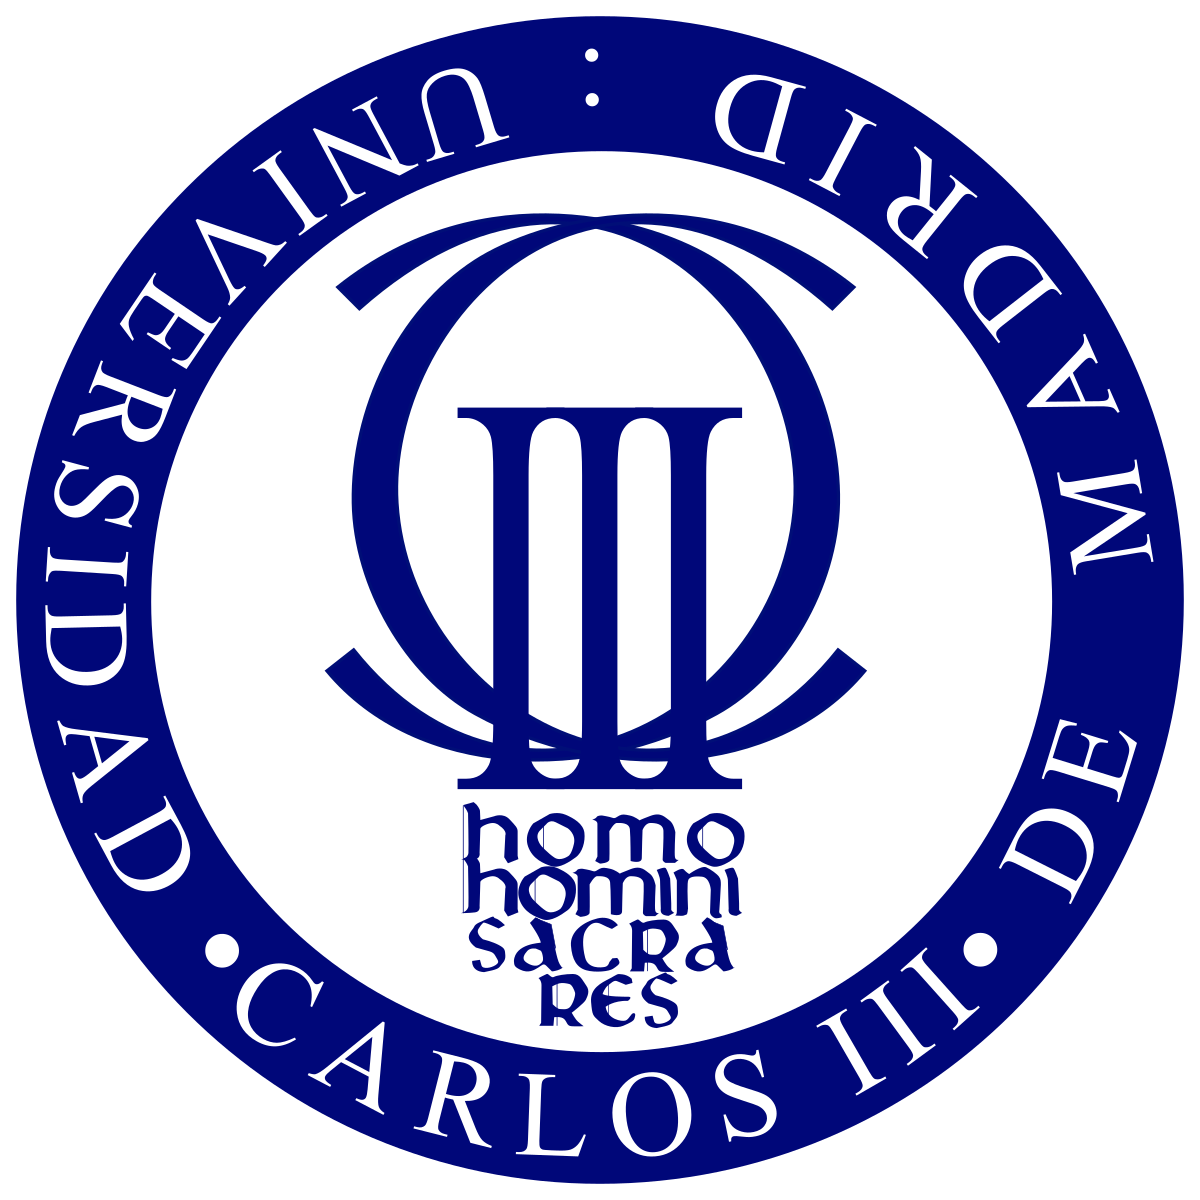 UNIVERSIDAD • CARLOS III • DE MADRID :
homo
homini
SACRA
RES